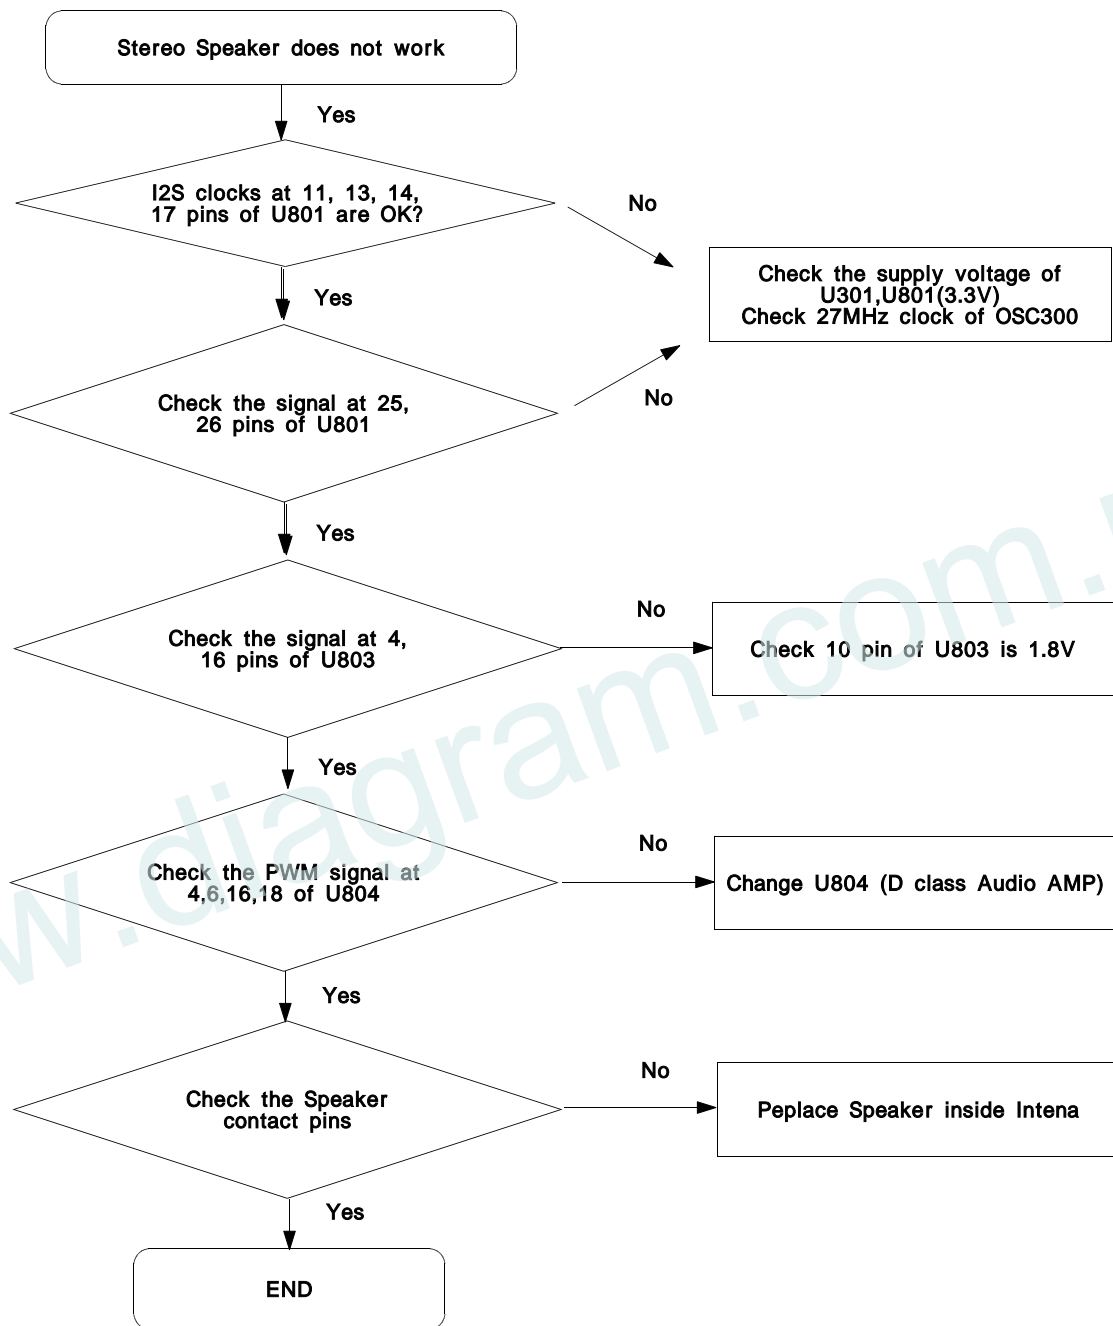 Stereo Speaker does not work
Yes
I2S clocks at 11, 13, 14,
17 pins of U801 are OK?
No
Check the supply voltage of
U301,U801(3.3V)
Check 27MHz clock of OSC300
Yes
Check the signal at 25,
26 pins of U801
No
Yes
Check the signal at 4,
16 pins of U803
No
Check 10 pin of U803 is 1.8V
Yes
Check the PWM signal at
4,6,16,18 of U804
No
Change U804 (D class Audio AMP)
Yes
Check the Speaker
contact pins
No
Peplace Speaker inside Intena
Yes
END
w.diagram.com.